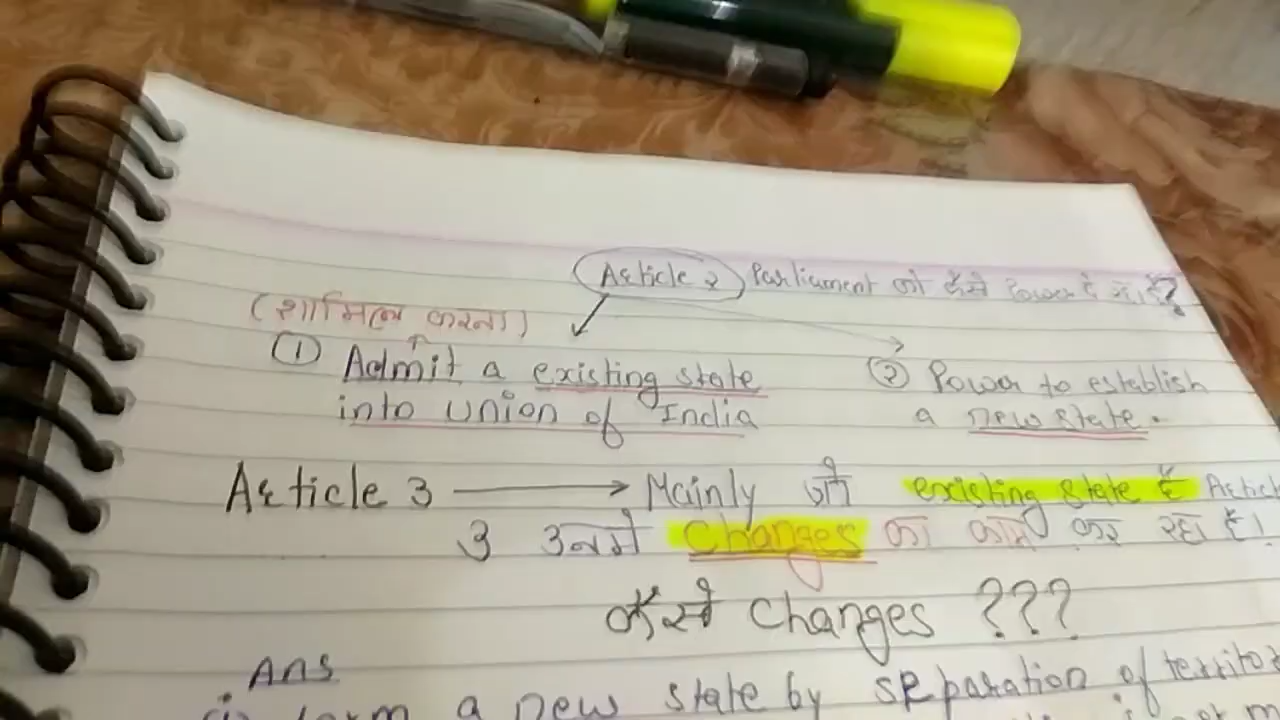 Article 2 Parliament को कैसे Power दे रहा है?
(शामिल करना)
① Admit a existing state
into union of India
② Power to establish
a new state.
Article 3 → Mainly जो existing state है Articl
3 उनमें Changes का काम कर रहा है।
कैसे Changes ???
Ans
(i) form a new state by separation of territor